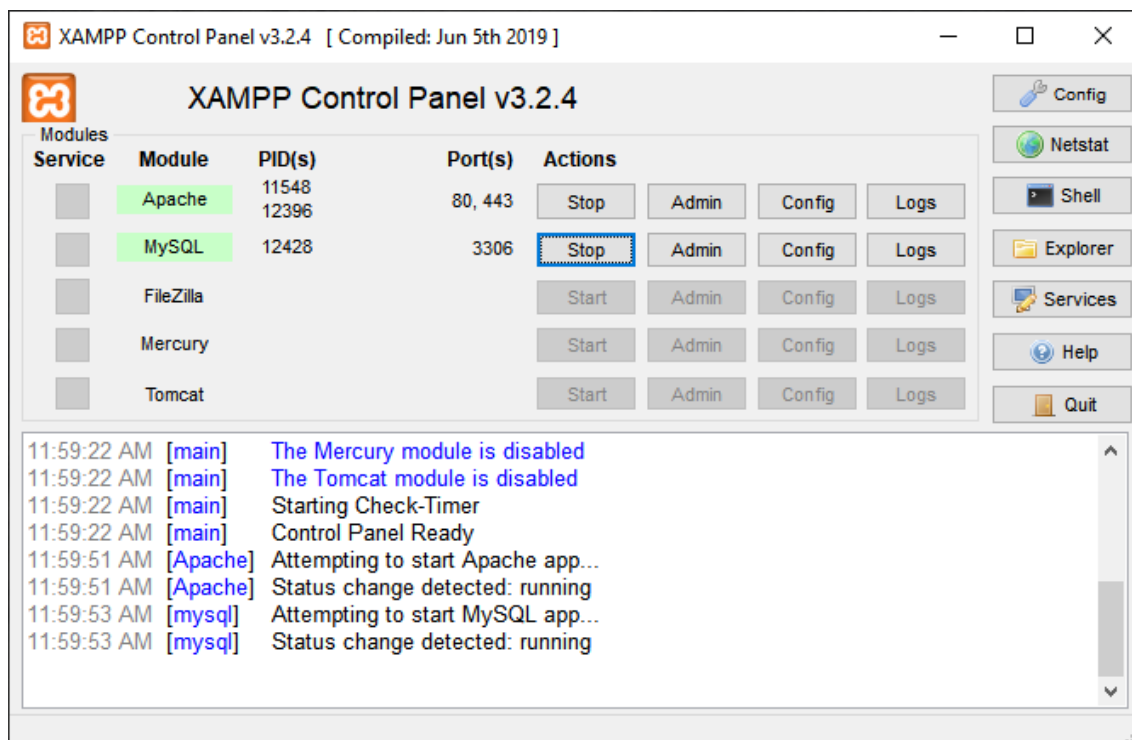 XAMPP Control Panel v3.2.4 [ Compiled: Jun 5th 2019 ]
XAMPP Control Panel v3.2.4
Config
Modules
Netstat
Service Module PID(s) Port(s) Actions
Apache 11548 12396 80, 443 Stop Admin Config Logs
Shell
MySQL 12428 3306 Stop Admin Config Logs
Explorer
FileZilla Start Admin Config Logs
Services
Mercury Start Admin Config Logs
Help
Tomcat Start Admin Config Logs
Quit
11:59:22 AM [main] The Mercury module is disabled
11:59:22 AM [main] The Tomcat module is disabled
11:59:22 AM [main] Starting Check-Timer
11:59:22 AM [main] Control Panel Ready
11:59:51 AM [Apache] Attempting to start Apache app...
11:59:51 AM [Apache] Status change detected: running
11:59:53 AM [mysql] Attempting to start MySQL app...
11:59:53 AM [mysql] Status change detected: running